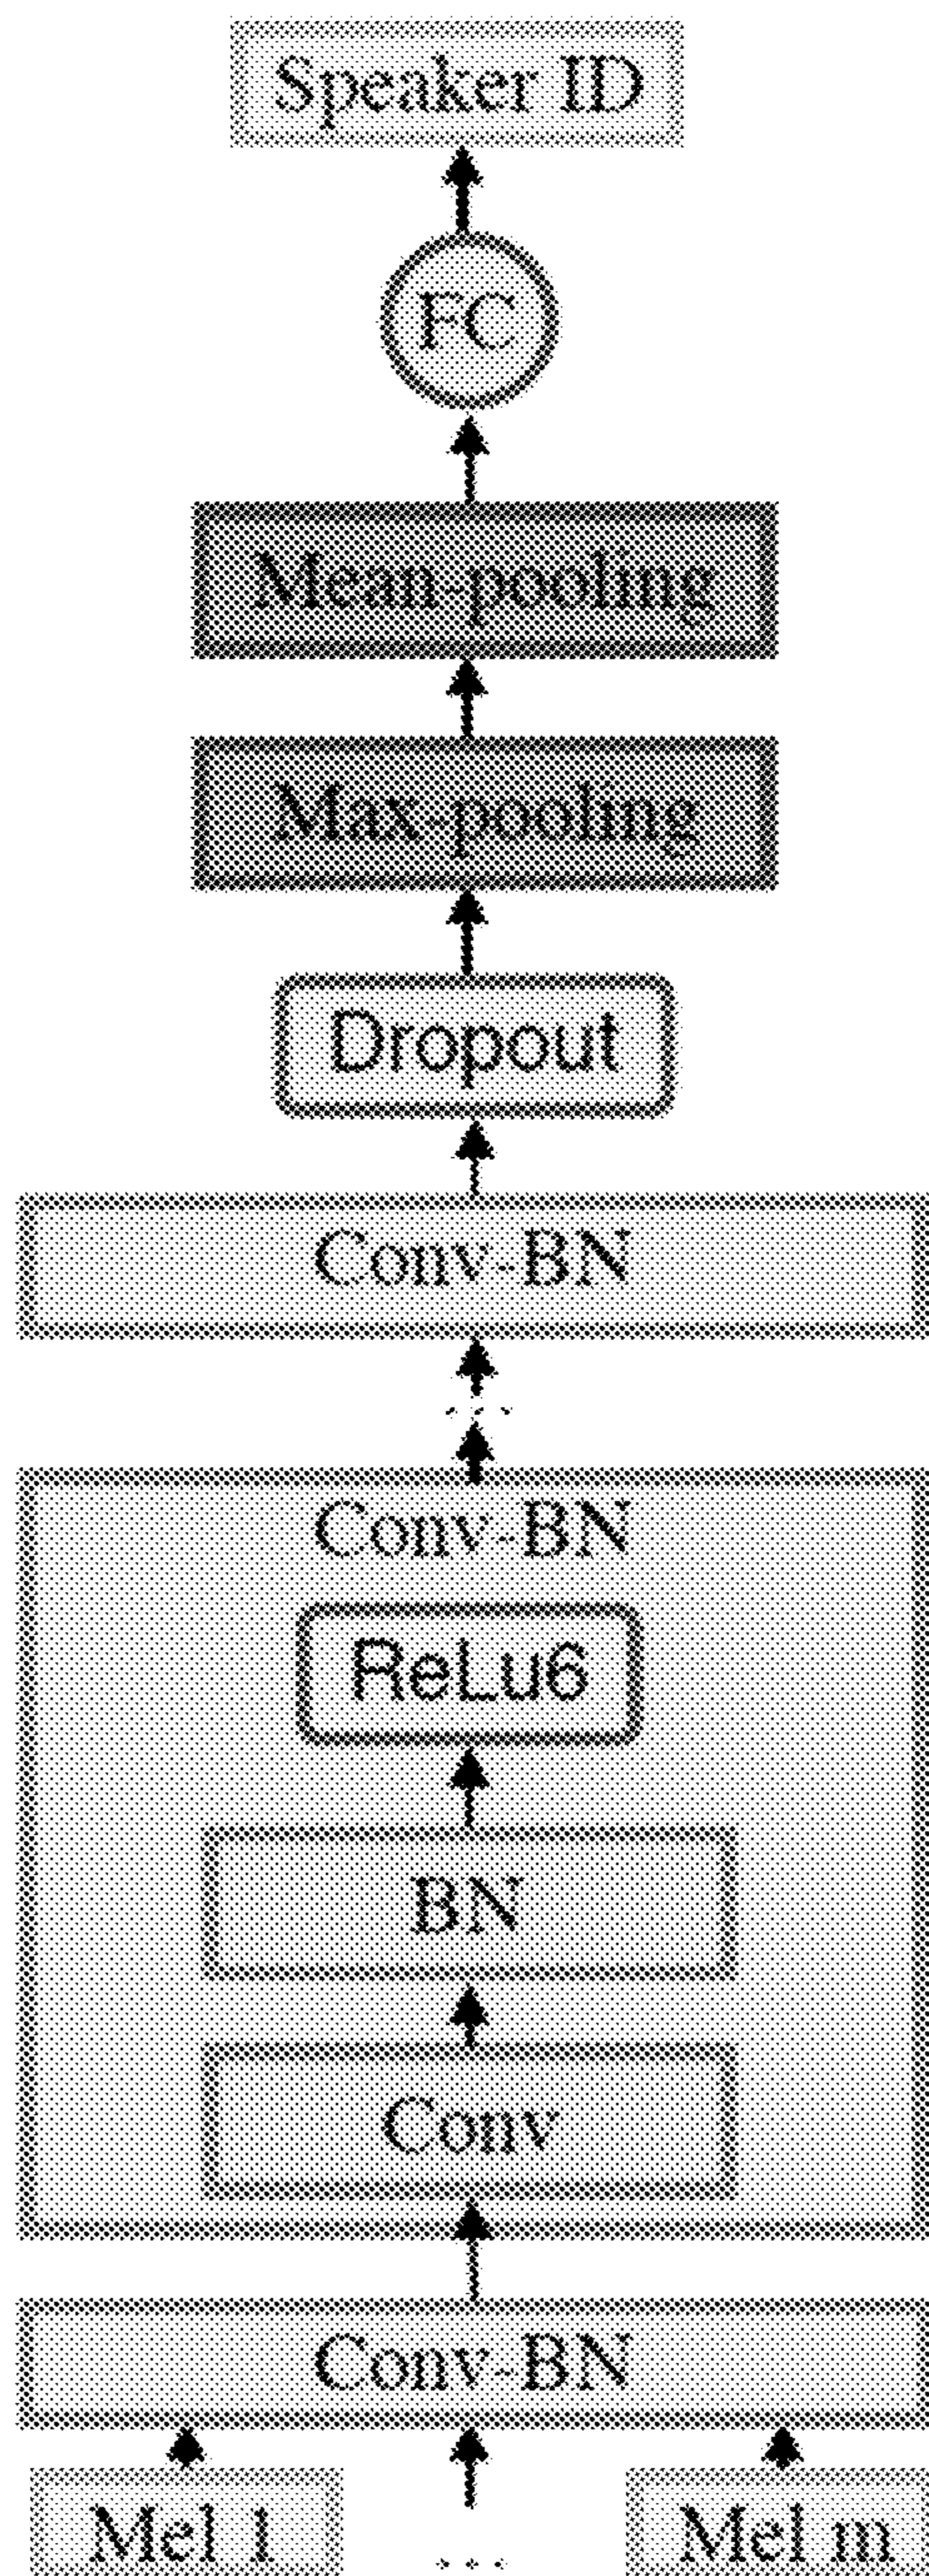 Speaker ID
FC
Mean-pooling
Max-pooling
Dropout
Conv-BN
...
Conv-BN
ReLu6
BN
Conv
Conv-BN
Mel 1 ... Mel m